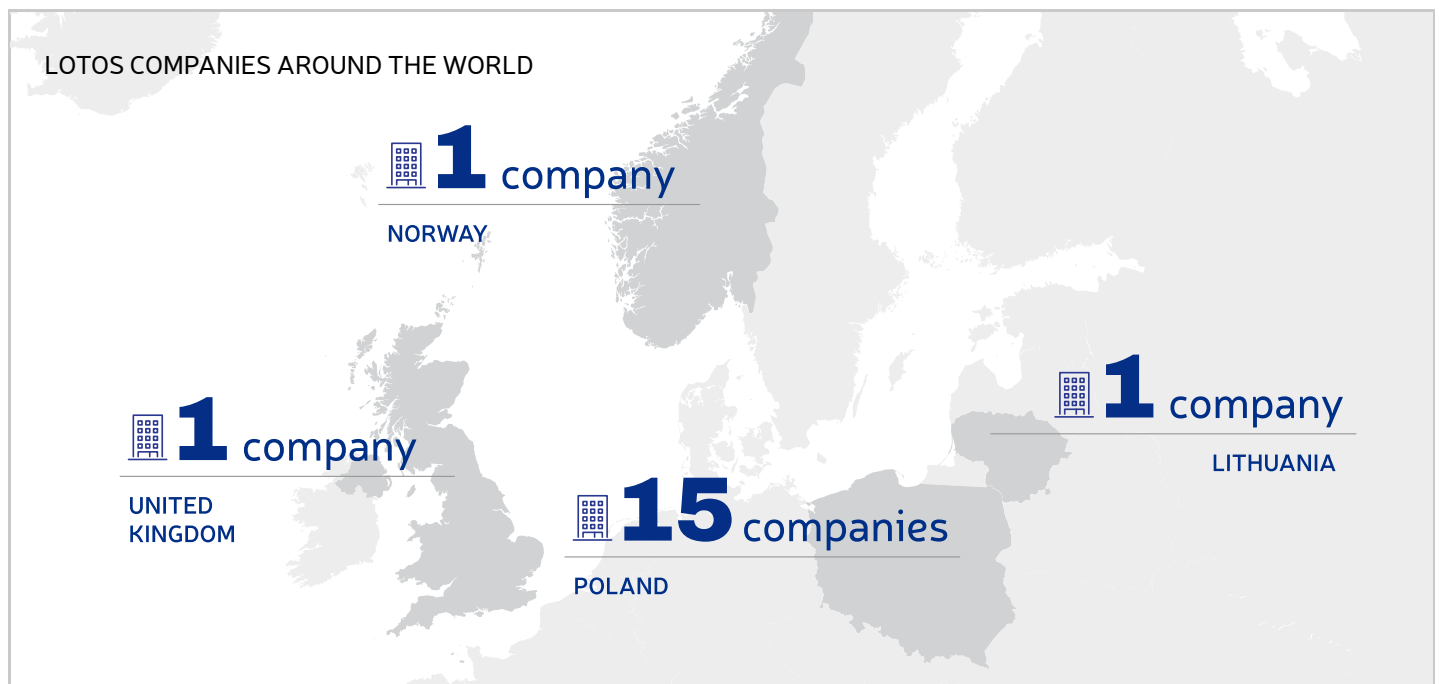 LOTOS COMPANIES AROUND THE WORLD
1 company
NORWAY
1 company
LITHUANIA
1 company
UNITED
KINGDOM
15 companies
POLAND